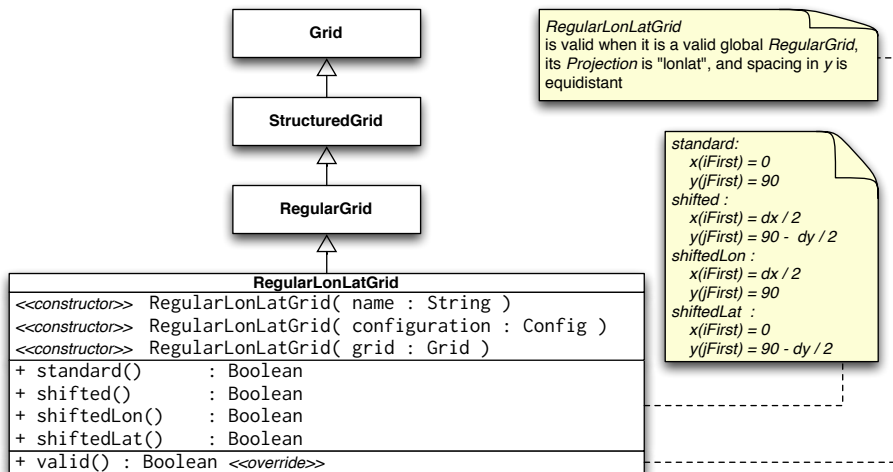 Grid
StructuredGrid
RegularGrid
RegularLonLatGrid
<<constructor>> RegularLonLatGrid( name : String )
<<constructor>> RegularLonLatGrid( configuration : Config )
<<constructor>> RegularLonLatGrid( grid : Grid )
+ standard() : Boolean
+ shifted() : Boolean
+ shiftedLon() : Boolean
+ shiftedLat() : Boolean
+ valid() : Boolean <<override>>
RegularLonLatGrid
is valid when it is a valid global RegularGrid,
its Projection is "lonlat", and spacing in y is
equidistant
standard:
x(iFirst) = 0
y(jFirst) = 90
shifted :
x(iFirst) = dx / 2
y(jFirst) = 90 - dy / 2
shiftedLon :
x(iFirst) = dx / 2
y(jFirst) = 90
shiftedLat :
x(iFirst) = 0
y(jFirst) = 90 - dy / 2